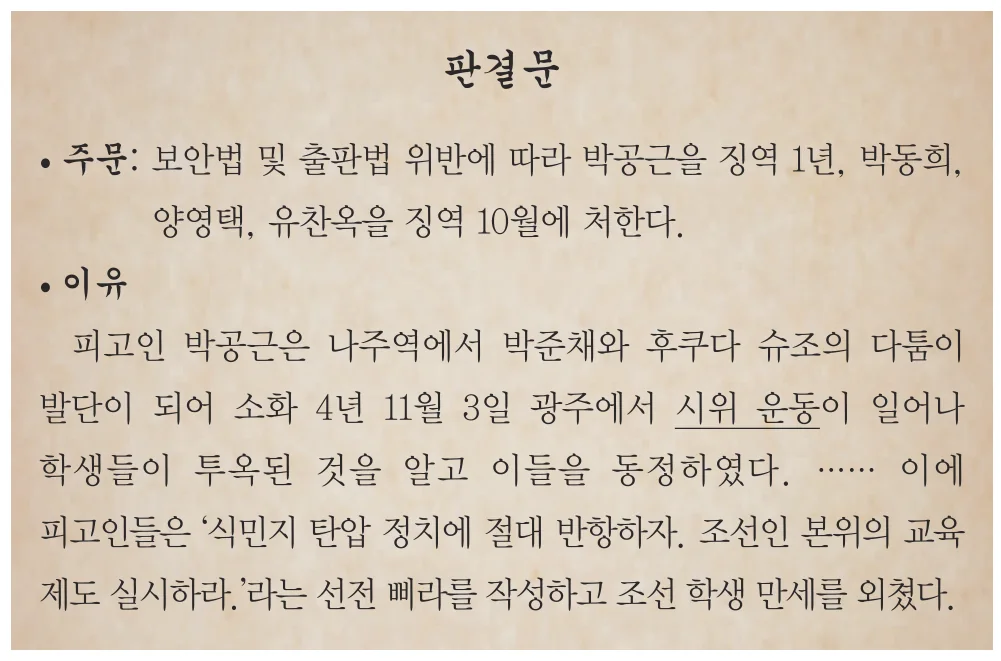 판결문
• 주문: 보안법 및 출판법 위반에 따라 박공근을 징역 1년, 박동희,
양영택, 유찬옥을 징역 10월에 처한다.
• 이유
피고인 박공근은 나주역에서 박준채와 후쿠다 슈조의 다툼이
발단이 되어 소화 4년 11월 3일 광주에서 시위 운동이 일어나
학생들이 투옥된 것을 알고 이들을 동정하였다. …… 이에
피고인들은 ‘식민지 탄압 정치에 절대 반항하자. 조선인 본위의 교육
제도 실시하라.’라는 선전 삐라를 작성하고 조선 학생 만세를 외쳤다.